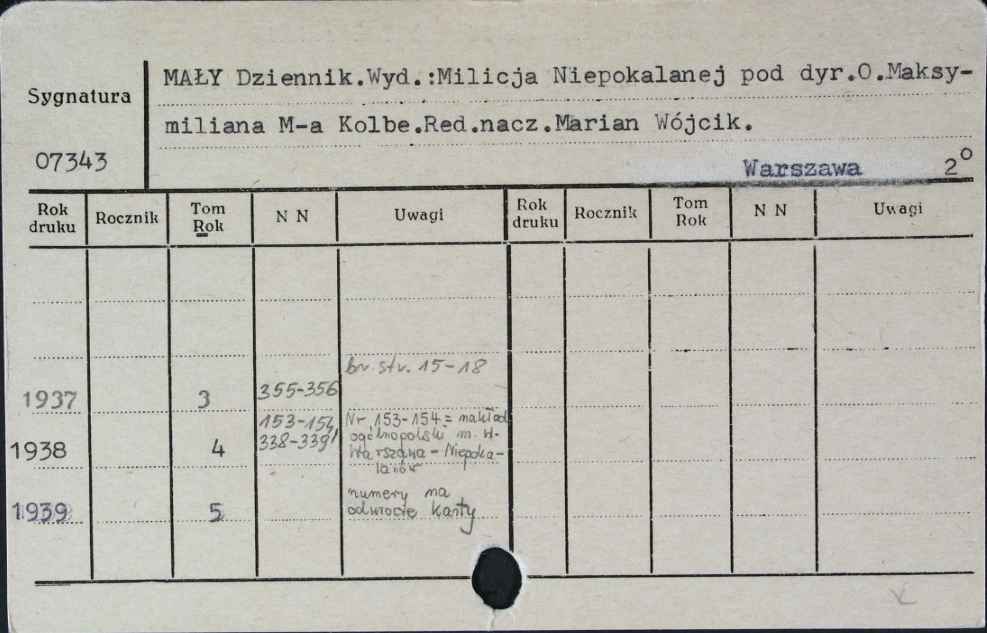 MAŁY Dziennik.Wyd.:Milicja Niepokalanej pod dyr.O.Maksy-
Sygnatura
miliana M-a Kolbe.Red.nacz.Marian Wójcik.
07343
Warszawa 2°
Rok druku Rocznik Tom Rok N N Uwagi Rok druku Rocznik Tom Rok N N Uwagi
br. str. 15-18
1937 3 355-356
153-154 Nr 153-154 = nakład
1938 4 338-339 ogólnopolski m. w.
Warszawa - Niepoka-
lanów
numery na
1939 5 odwrocie karty